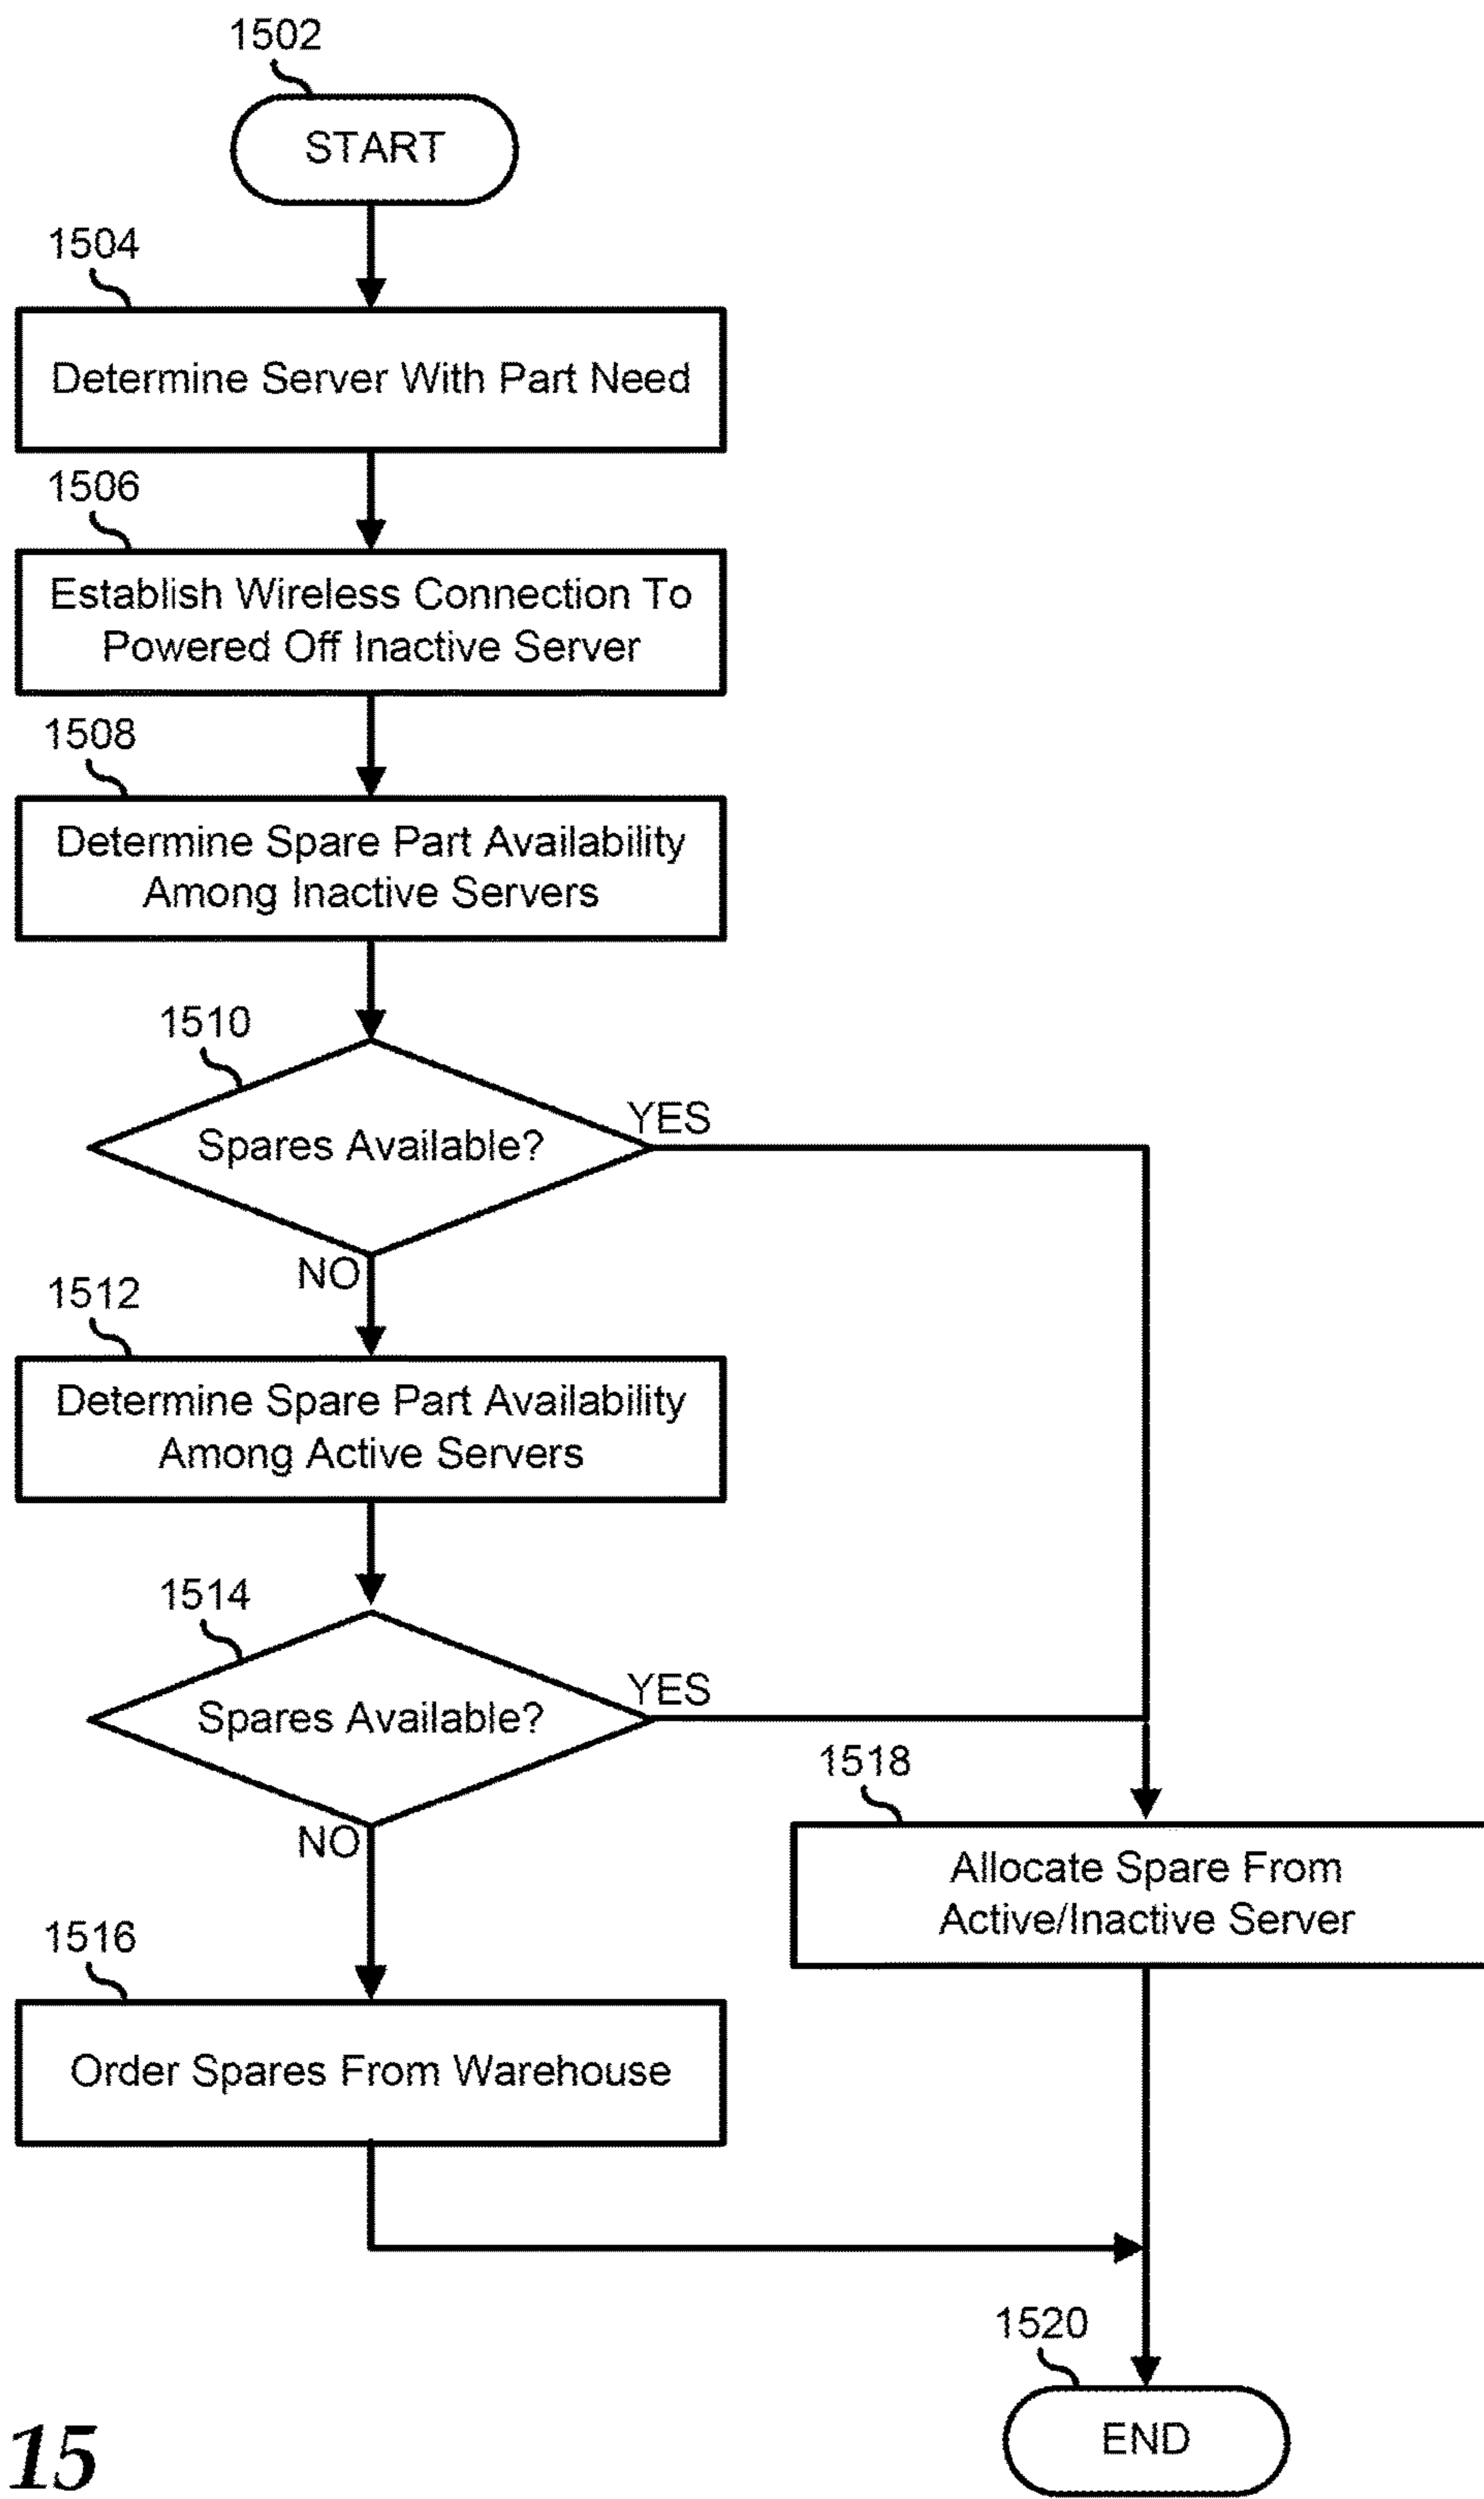 1502
START
1504
Determine Server With Part Need
1506
Establish Wireless Connection To
Powered Off Inactive Server
1508
Determine Spare Part Availability
Among Inactive Servers
1510
Spares Available?
YES
NO
1512
Determine Spare Part Availability
Among Active Servers
1514
Spares Available?
YES
NO
1518
Allocate Spare From
Active/Inactive Server
1516
Order Spares From Warehouse
1520
END
15